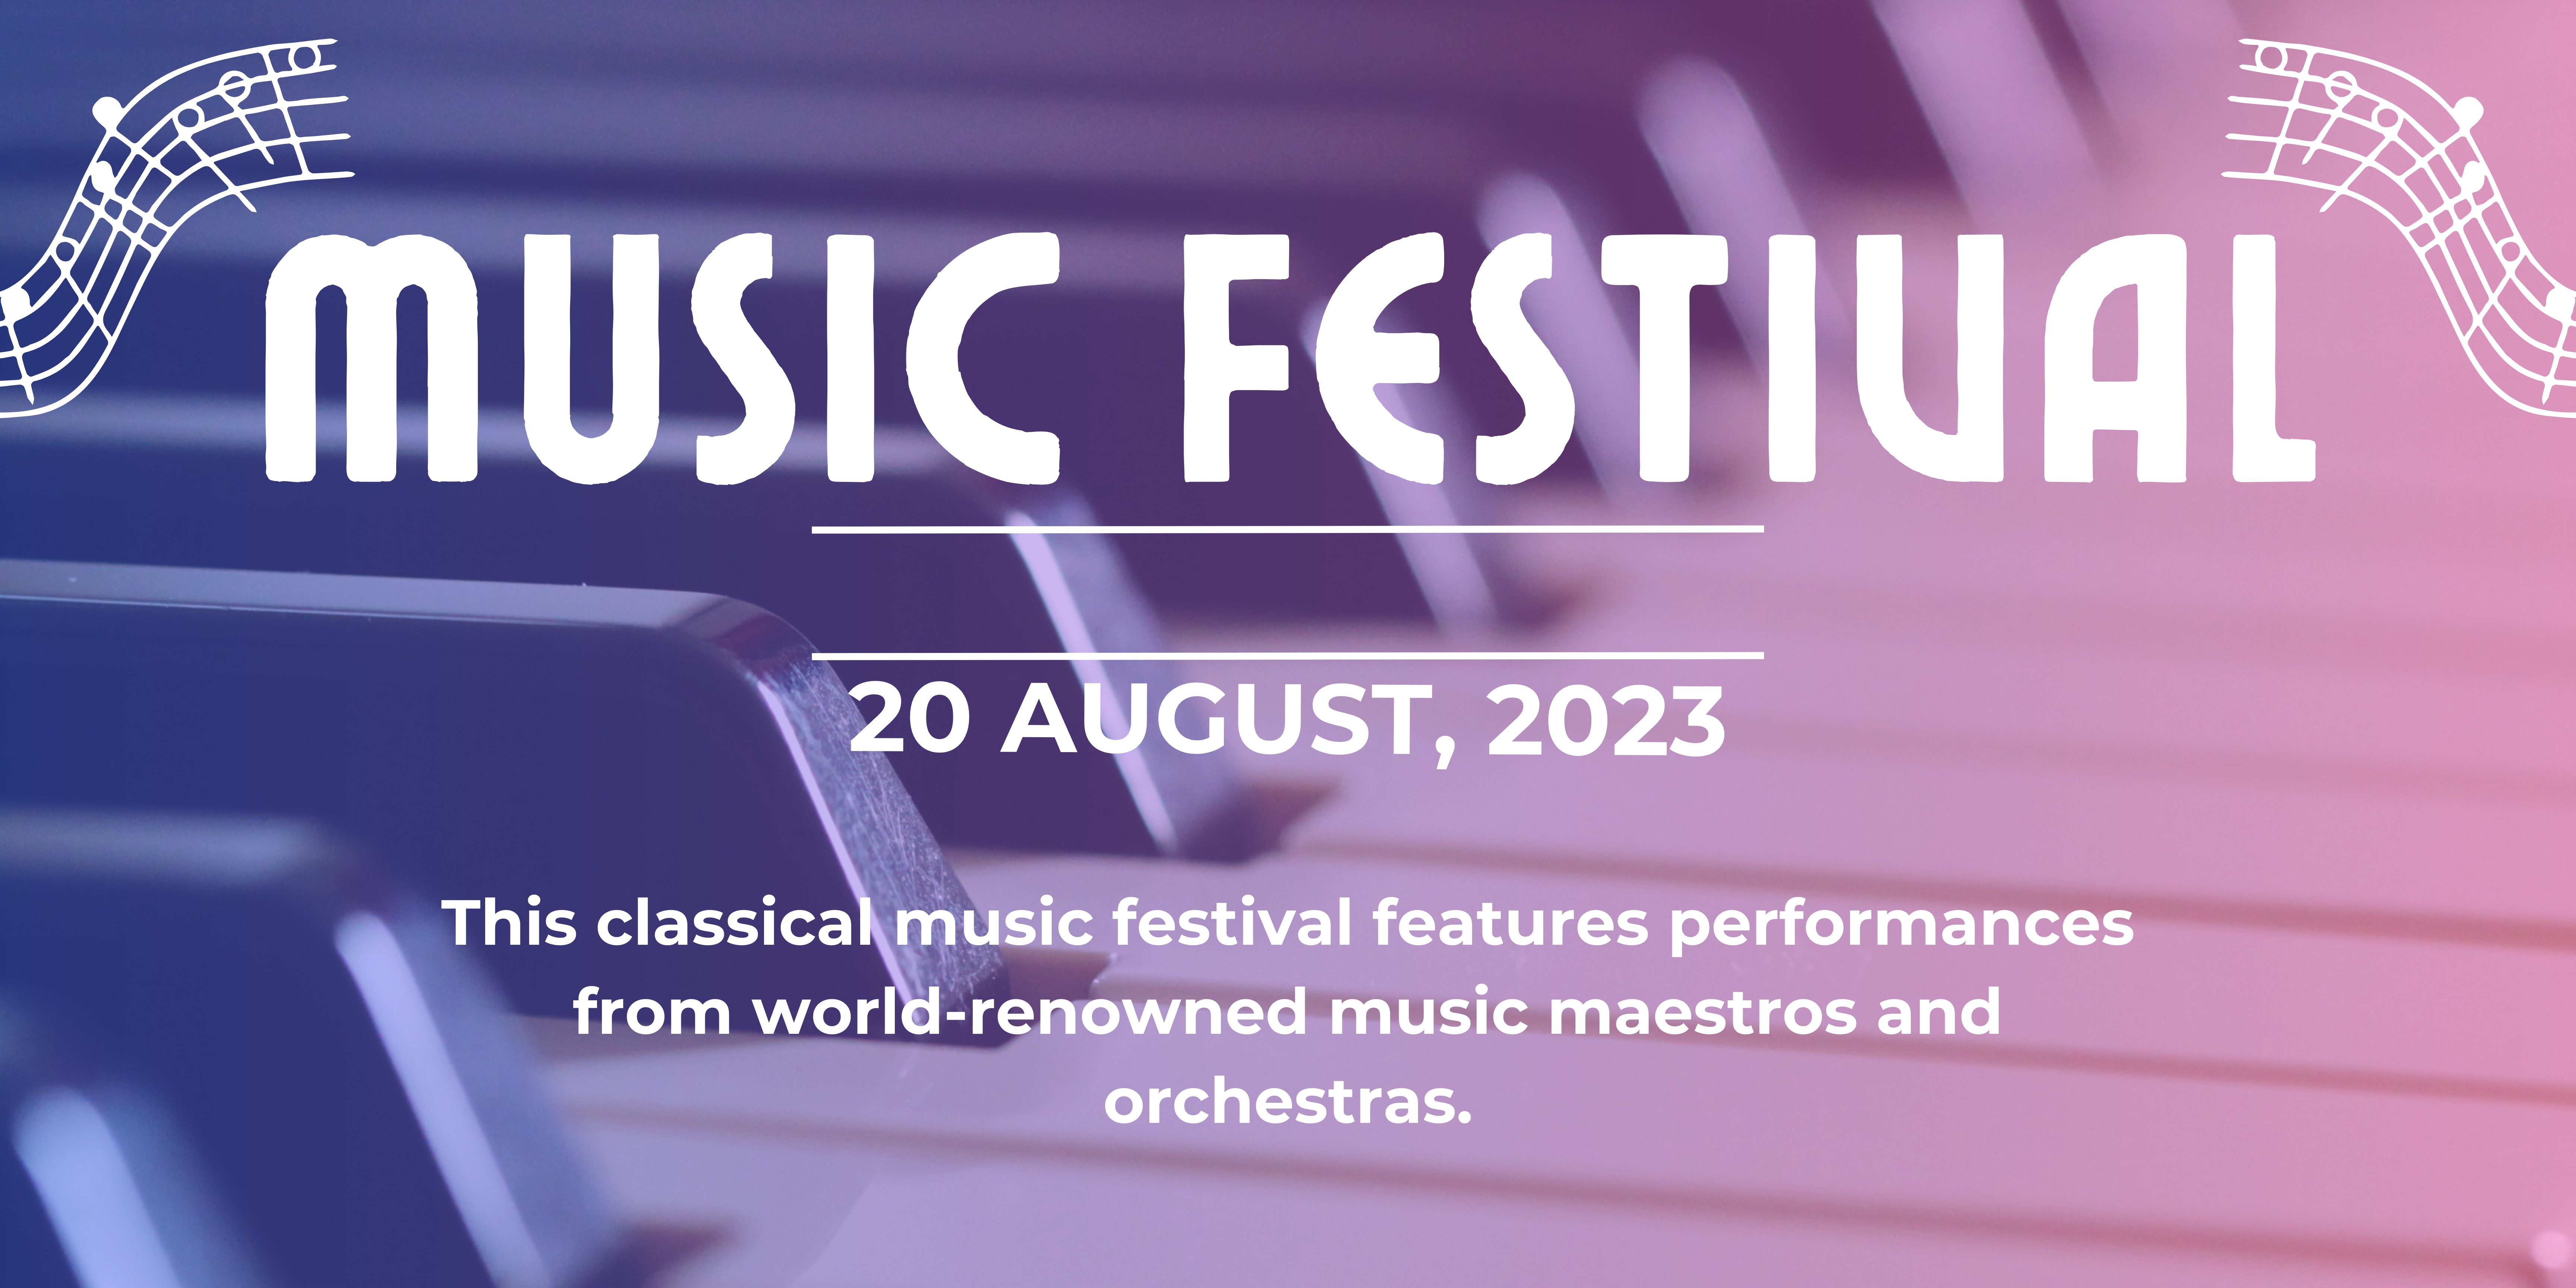 MUSIC FESTIVAL
20 AUGUST, 2023
This classical music festival features performances
from world-renowned music maestros and
orchestras.